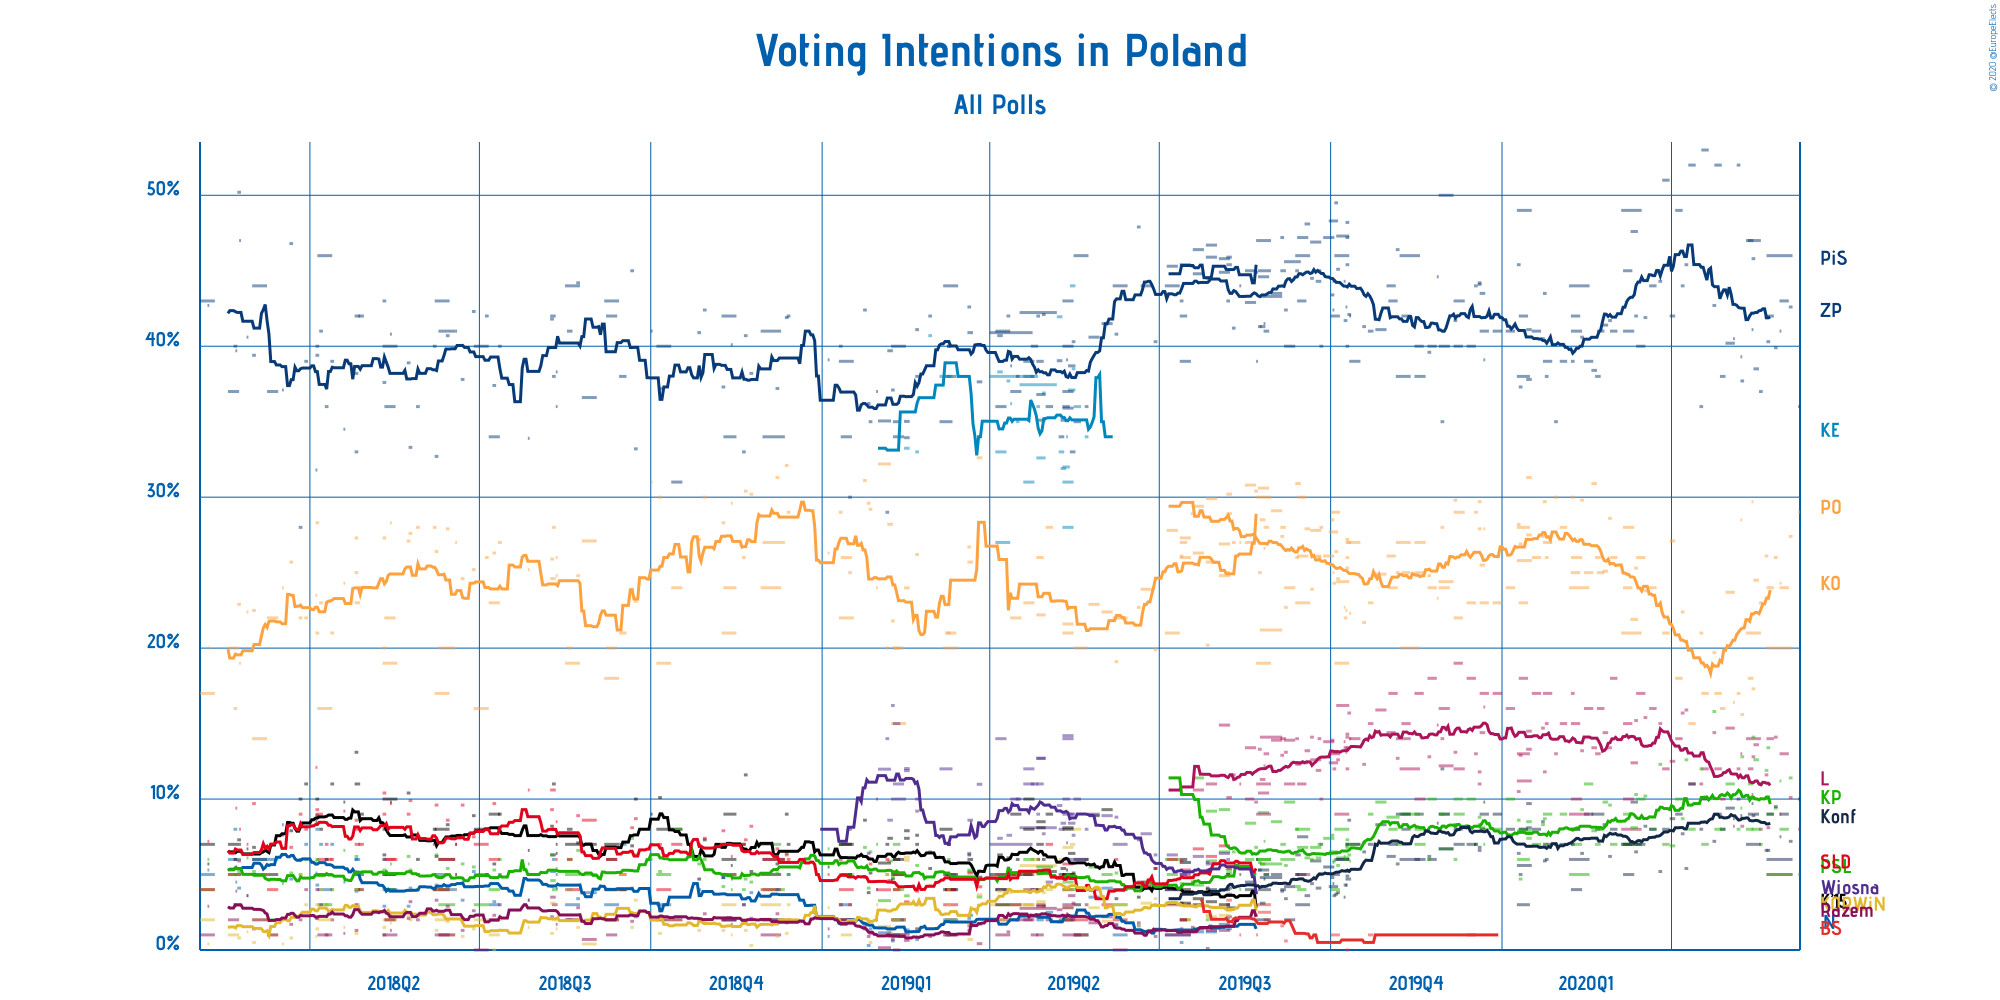 Voting Intentions in Poland
All Polls
© 2020 @EuropeElects
50%
40%
30%
20%
10%
0%
PiS
ZP
KE
PO
KO
L
KP
Konf
SLD
PSL
Wiosna
KORWiN
Razem
BS
2018Q2
2018Q3
2018Q4
2019Q1
2019Q2
2019Q3
2019Q4
2020Q1